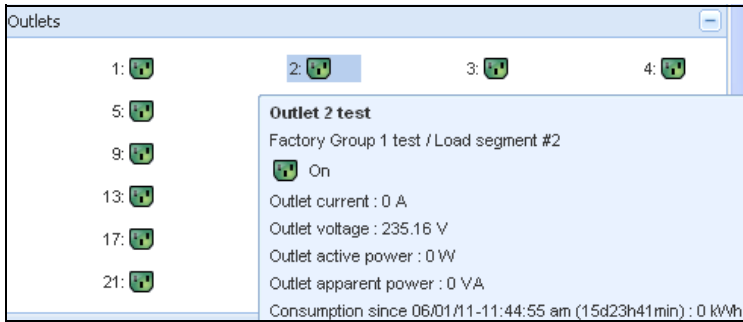 Outlets
1: 2: 3: 4:
5:
9:
13:
17:
21:
Outlet 2 test
Factory Group 1 test / Load segment #2
On
Outlet current : 0 A
Outlet voltage : 235.16 V
Outlet active power : 0 W
Outlet apparent power : 0 VA
Consumption since 06/01/11-11:44:55 am (15d23h41min) : 0 kWh